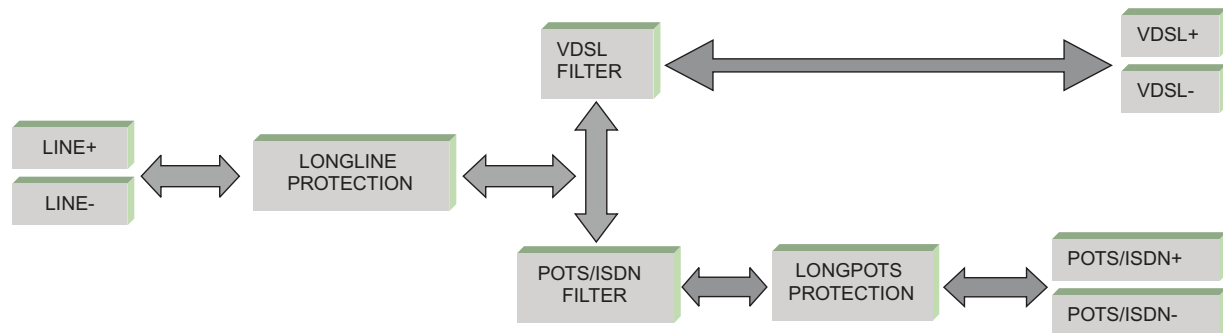 VDSL
FILTER
VDSL+
VDSL-
LINE+
LINE-
LONGLINE
PROTECTION
POTS/ISDN
FILTER
LONGPOTS
PROTECTION
POTS/ISDN+
POTS/ISDN-